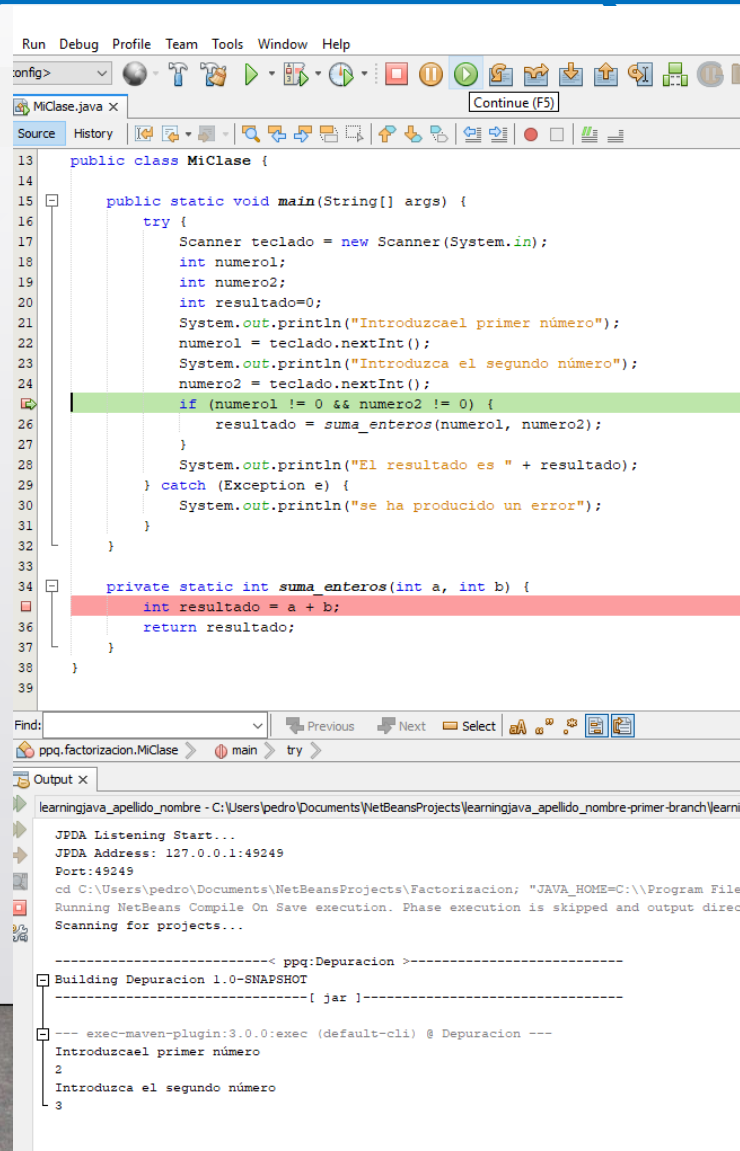 Run Debug Profile Team Tools Window Help
config>
Continue (F5)
MiClase.java
Source History
13 public class MiClase {
14
15 public static void main(String[] args) {
16 try {
17 Scanner teclado = new Scanner(System.in);
18 int numero1;
19 int numero2;
20 int resultado=0;
21 System.out.println("Introduzcael primer número");
22 numero1 = teclado.nextInt();
23 System.out.println("Introduzca el segundo número");
24 numero2 = teclado.nextInt();
if (numero1 != 0 && numero2 != 0) {
26 resultado = suma_enteros(numero1, numero2);
27 }
28 System.out.println("El resultado es " + resultado);
29 } catch (Exception e) {
30 System.out.println("se ha producido un error");
31 }
32 }
33
34 private static int suma_enteros(int a, int b) {
int resultado = a + b;
36 return resultado;
37 }
38 }
39
Find: Previous Next Select
ppq.factorizacion.MiClase main try
Output
learningjava_apellido_nombre - C:\Users\pedro\Documents\NetBeansProjects\learningjava_apellido_nombre-primer-branch\learni
JPDA Listening Start...
JPDA Address: 127.0.0.1:49249
Port:49249
cd C:\Users\pedro\Documents\NetBeansProjects\Factorizacion; "JAVA_HOME=C:\\Program File
Running NetBeans Compile On Save execution. Phase execution is skipped and output direc
Scanning for projects...
--------------------------< ppq:Depuracion >--------------------------
Building Depuracion 1.0-SNAPSHOT
--------------------------------[ jar ]---------------------------------
--- exec-maven-plugin:3.0.0:exec (default-cli) @ Depuracion ---
Introduzcael primer número
2
Introduzca el segundo número
3